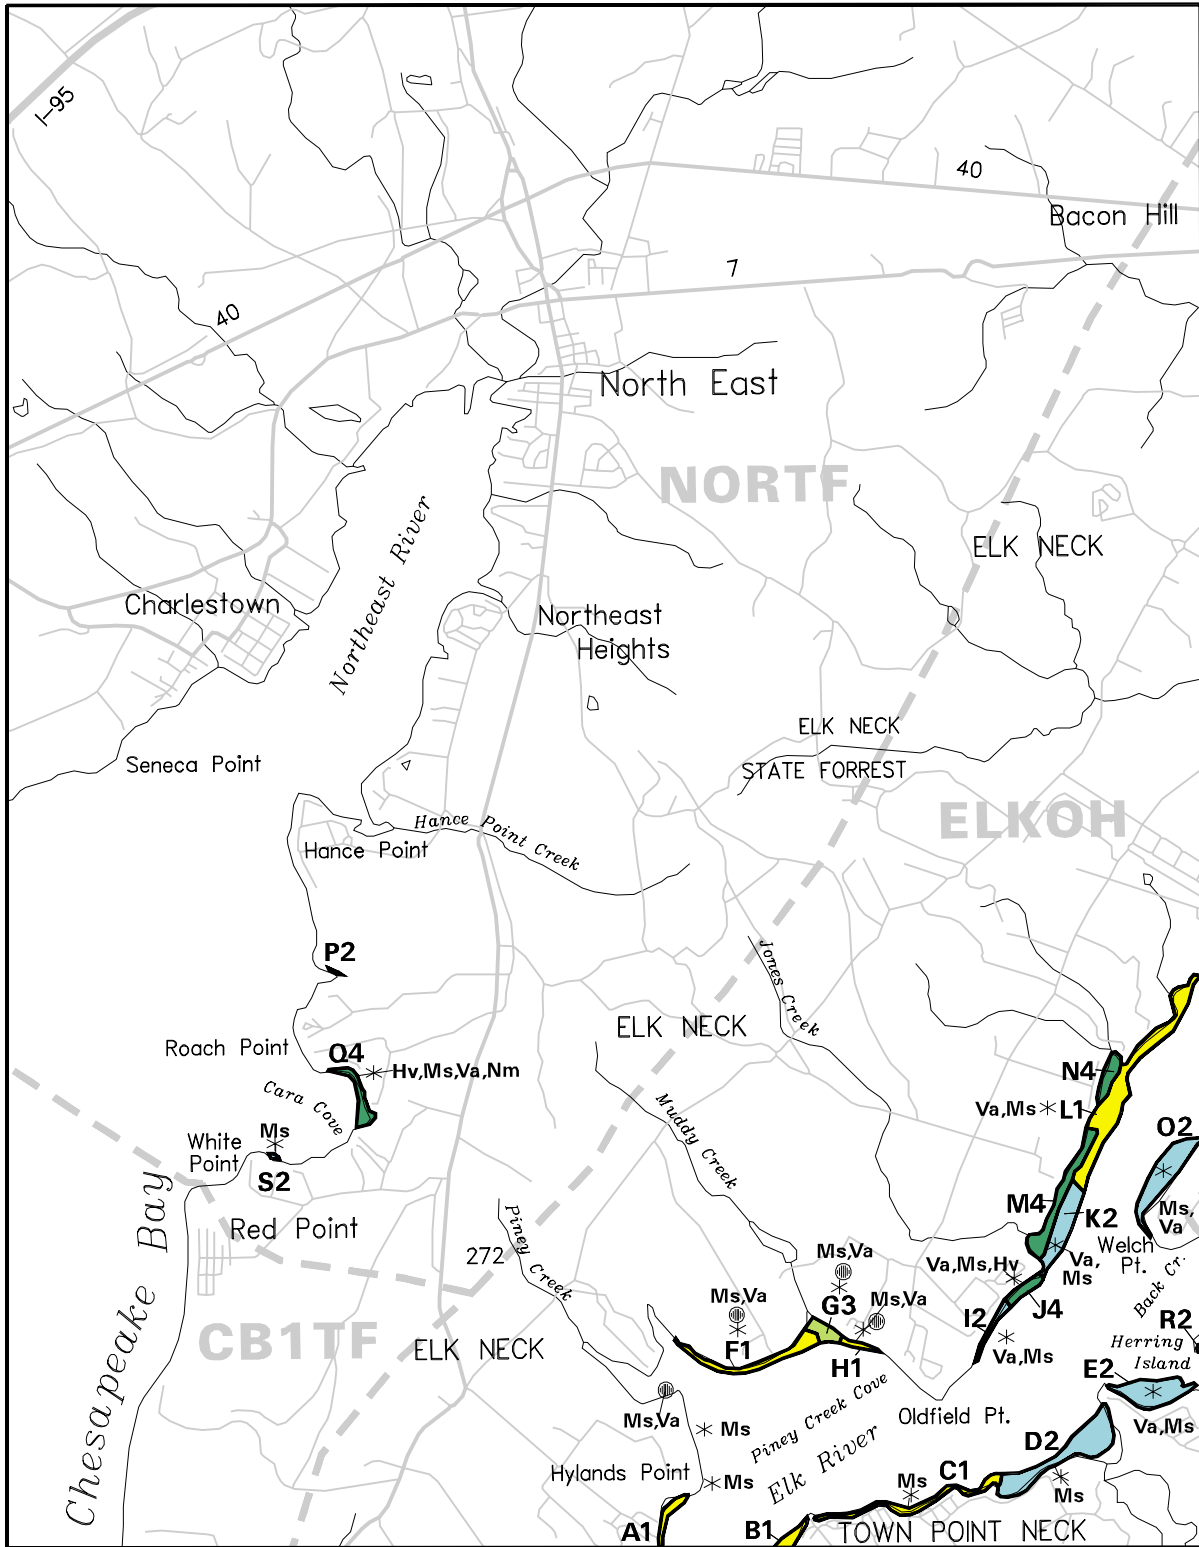 I-95
40
Bacon Hill
7
40
North East
NORTF
Northeast River
ELK NECK
Charlestown
Northeast
Heights
ELK NECK
STATE FORREST
Seneca Point
ELKOH
Hance Point Creek
Hance Point
P2
Jones Creek
ELK NECK
Roach Point
Q4
Hv,Ms,Va,Nm
N4
Cara Cove
Muddy Creek
Va,Ms
L1
Ms
White
Point
O2
S2
M4
K2
Ms,
Va
Red Point
Piney Creek
272
Welch
Pt.
Va,
Ms
Ms,Va
Va,Ms,Hv
Back Cr.
Chesapeake Bay
Ms,Va
G3
Ms,Va
J4
I2
R2
CB1TF
ELK NECK
F1
H1
Herring
Island
Va,Ms
E2
Ms,Va
Ms
Piney Creek Cove
Oldfield Pt.
Va,Ms
D2
Elk River
Hylands Point
Ms
C1
Ms
Ms
A1
B1
TOWN POINT NECK